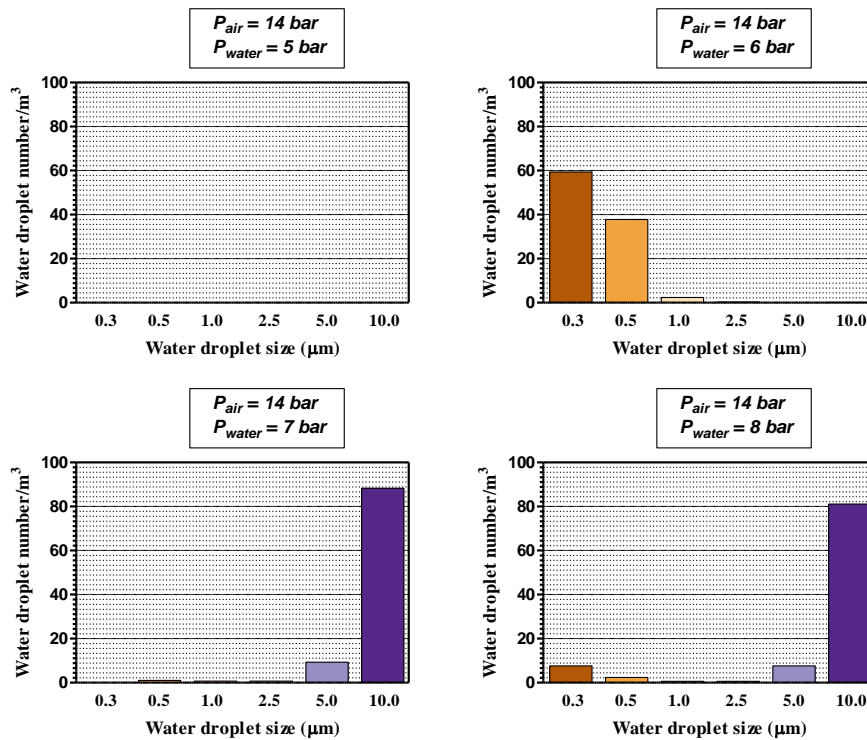 P_air = 14 bar
P_water = 5 bar
Water droplet number/m³
100
80
60
40
20
0
0.3 0.5 1.0 2.5 5.0 10.0
Water droplet size (μm)
P_air = 14 bar
P_water = 6 bar
Water droplet number/m³
100
80
60
40
20
0
0.3 0.5 1.0 2.5 5.0 10.0
Water droplet size (μm)
P_air = 14 bar
P_water = 7 bar
Water droplet number/m³
100
80
60
40
20
0
0.3 0.5 1.0 2.5 5.0 10.0
Water droplet size (μm)
P_air = 14 bar
P_water = 8 bar
Water droplet number/m³
100
80
60
40
20
0
0.3 0.5 1.0 2.5 5.0 10.0
Water droplet size (μm)